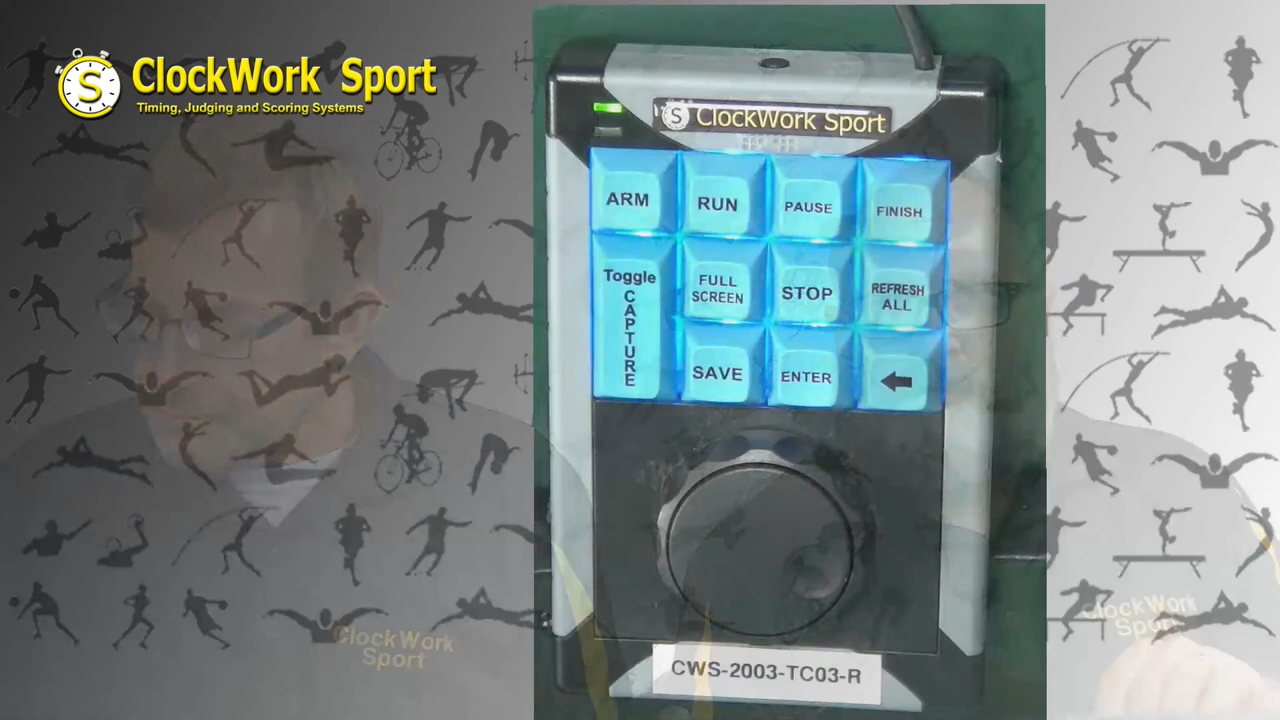 S ClockWork Sport
Timing, Judging and Scoring Systems
S ClockWork Sport
ARM RUN PAUSE FINISH
Toggle
CAPTURE
FULL
SCREEN
STOP
REFRESH
ALL
SAVE ENTER
CWS-2003-TC03-R
ClockWork
Sport
ClockWork
Sport